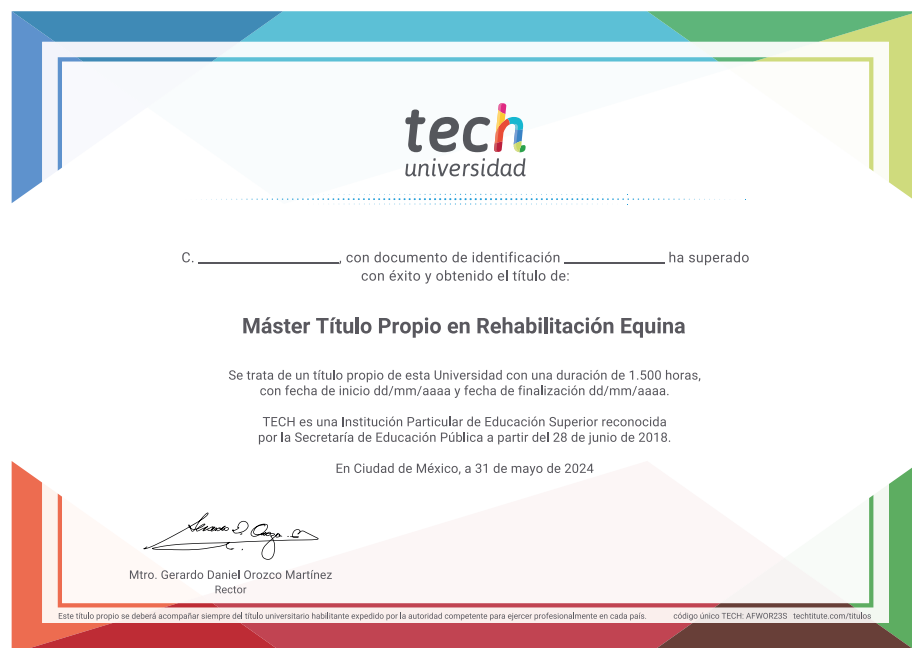 tech
universidad
C. ____________, con documento de identificación ____________ ha superado
con éxito y obtenido el título de:
Máster Título Propio en Rehabilitación Equina
Se trata de un título propio de esta Universidad con una duración de 1.500 horas,
con fecha de inicio dd/mm/aaaa y fecha de finalización dd/mm/aaaa.
TECH es una Institución Particular de Educación Superior reconocida
por la Secretaría de Educación Pública a partir del 28 de junio de 2018.
En Ciudad de México, a 31 de mayo de 2024
Mtro. Gerardo Daniel Orozco Martínez
Rector
Este título propio se deberá acompañar siempre del título universitario habilitante expedido por la autoridad competente para ejercer profesionalmente en cada país. código único TECH: AFWOR23S techtitute.com/títulos